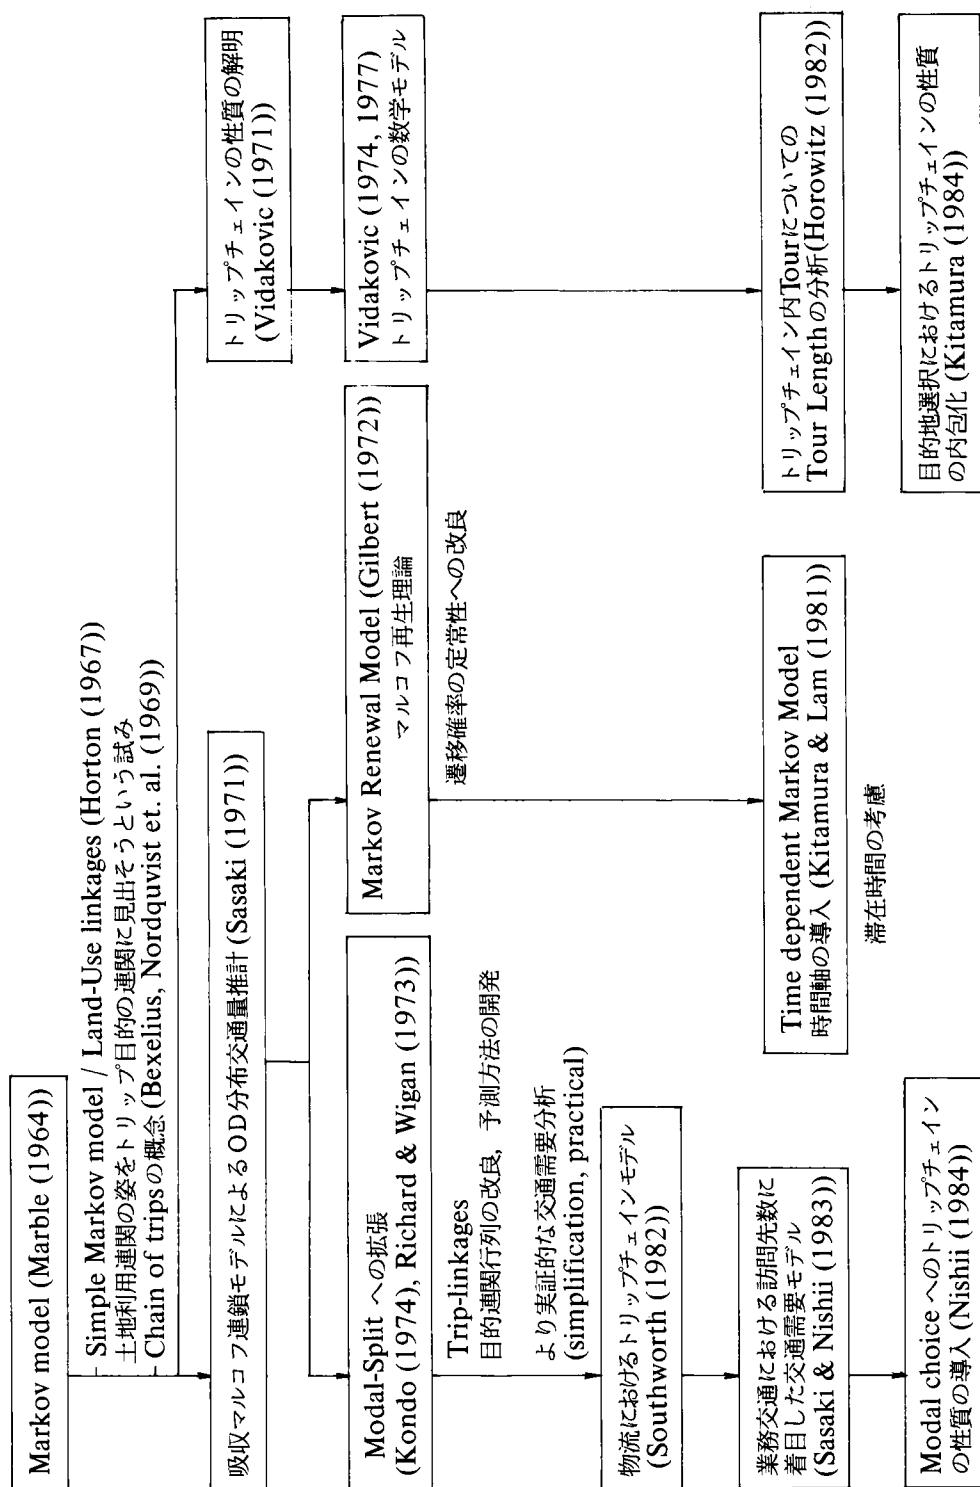 Markov model (Marble (1964))
Simple Markov model / Land-Use linkages (Horton (1967))
土地利用連関の姿をトリップ目的の連関に見出そうという試み
Chain of tripsの概念 (Bexelius, Nordquvist et. al. (1969))
吸収マルコフ連鎖モデルによるOD分布交通量推計 (Sasaki (1971))
トリップチェインの性質の解明
(Vidakovic (1971))
Modal-Split への拡張
(Kondo (1974), Richard & Wigan (1973))
Markov Renewal Model (Gilbert (1972))
マルコフ再生理論
Vidakovic (1974, 1977)
トリップチェインの数学モデル
Trip-linkages
目的連関行列の改良, 予測方法の開発
より実証的な交通需要分析
(simplification, practical)
遷移確率の定常性への改良
物流におけるトリップチェインモデル
(Southworth (1982))
業務交通における訪問先数に
着目した交通需要モデル
(Sasaki & Nishii (1983))
Time dependent Markov Model
時間軸の導入 (Kitamura & Lam (1981))
滞在時間の考慮
トリップチェイン内Tourについての
Tour Lengthの分析(Horowitz (1982))
Modal choice へのトリップチェイン
の性質の導入 (Nishii (1984))
目的地選択におけるトリップチェインの性質
の内包化 (Kitamura (1984))